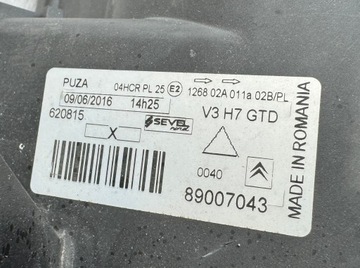 PUZA 04HCR PL 25 E2 1268 02A 011a 02B/PL
09/06/2016 14h25 V3 H7 GTD
620815
X
0040
89007043
MADE IN ROMANIA